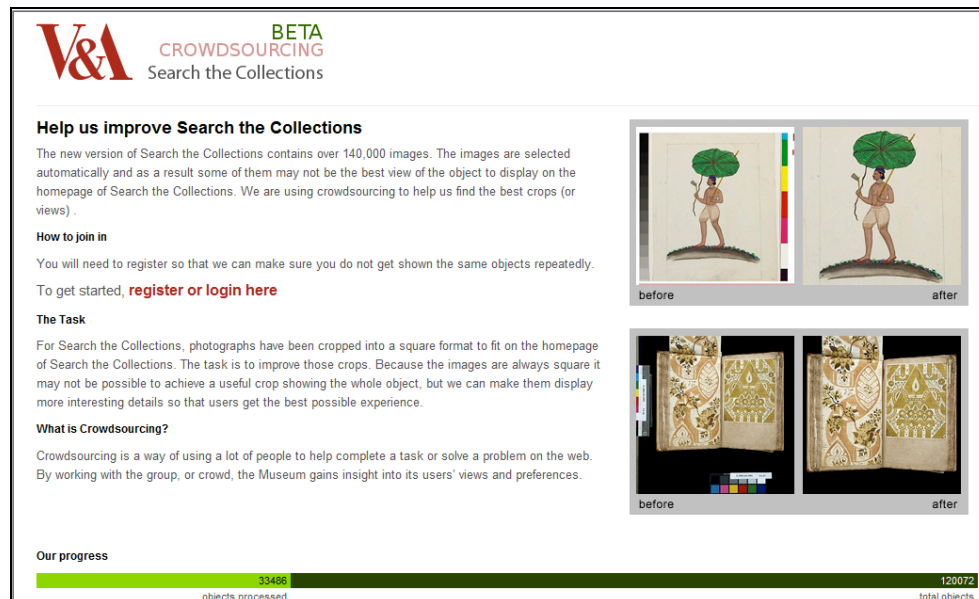 V&A
BETA
CROWDSOURCING
Search the Collections
Help us improve Search the Collections
The new version of Search the Collections contains over 140,000 images. The images are selected
automatically and as a result some of them may not be the best view of the object to display on the
homepage of Search the Collections. We are using crowdsourcing to help us find the best crops (or
views) .
How to join in
You will need to register so that we can make sure you do not get shown the same objects repeatedly.
To get started, register or login here
The Task
For Search the Collections, photographs have been cropped into a square format to fit on the homepage
of Search the Collections. The task is to improve those crops. Because the images are always square it
may not be possible to achieve a useful crop showing the whole object, but we can make them display
more interesting details so that users get the best possible experience.
What is Crowdsourcing?
Crowdsourcing is a way of using a lot of people to help complete a task or solve a problem on the web.
By working with the group, or crowd, the Museum gains insight into its users' views and preferences.
before after
before after
Our progress
33486 120072
objects processed total objects